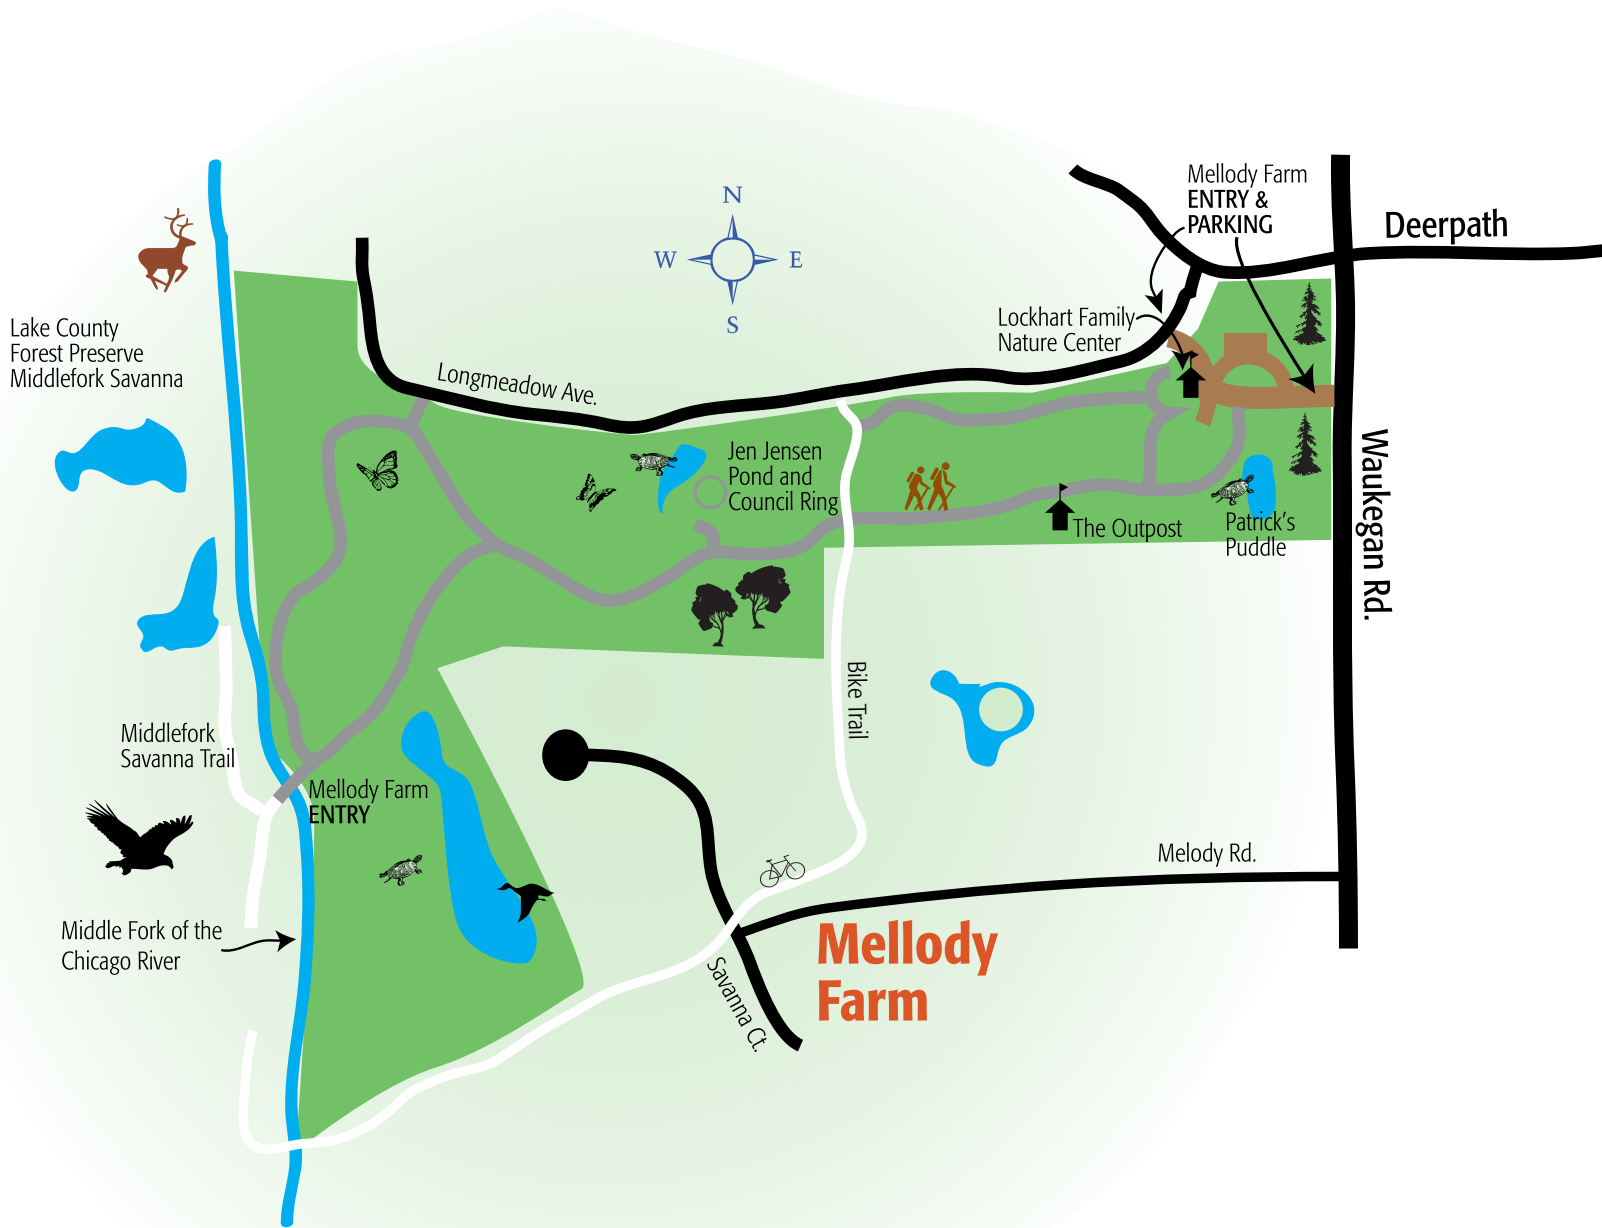 Mellody Farm
ENTRY &
PARKING
Deerpath
N
W
E
S
Lockhart Family
Nature Center
Lake County
Forest Preserve
Middlefork Savanna
Longmeadow Ave.
Jen Jensen
Pond and
Council Ring
The Outpost
Patrick's
Puddle
Waukegan Rd.
Bike Trail
Middlefork
Savanna Trail
Mellody Farm
ENTRY
Melody Rd.
Middle Fork of the
Chicago River
Savanna Ct.
Mellody
Farm